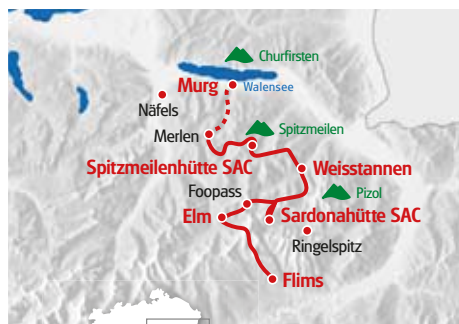 Churfirsten
Murg
Walensee
Näfels
Merlen
Spitzmeilen
Spitzmeilenhütte SAC
Weisstannen
Foopass
Pizol
Elm
Sardonahütte SAC
Ringelspitz
Flims